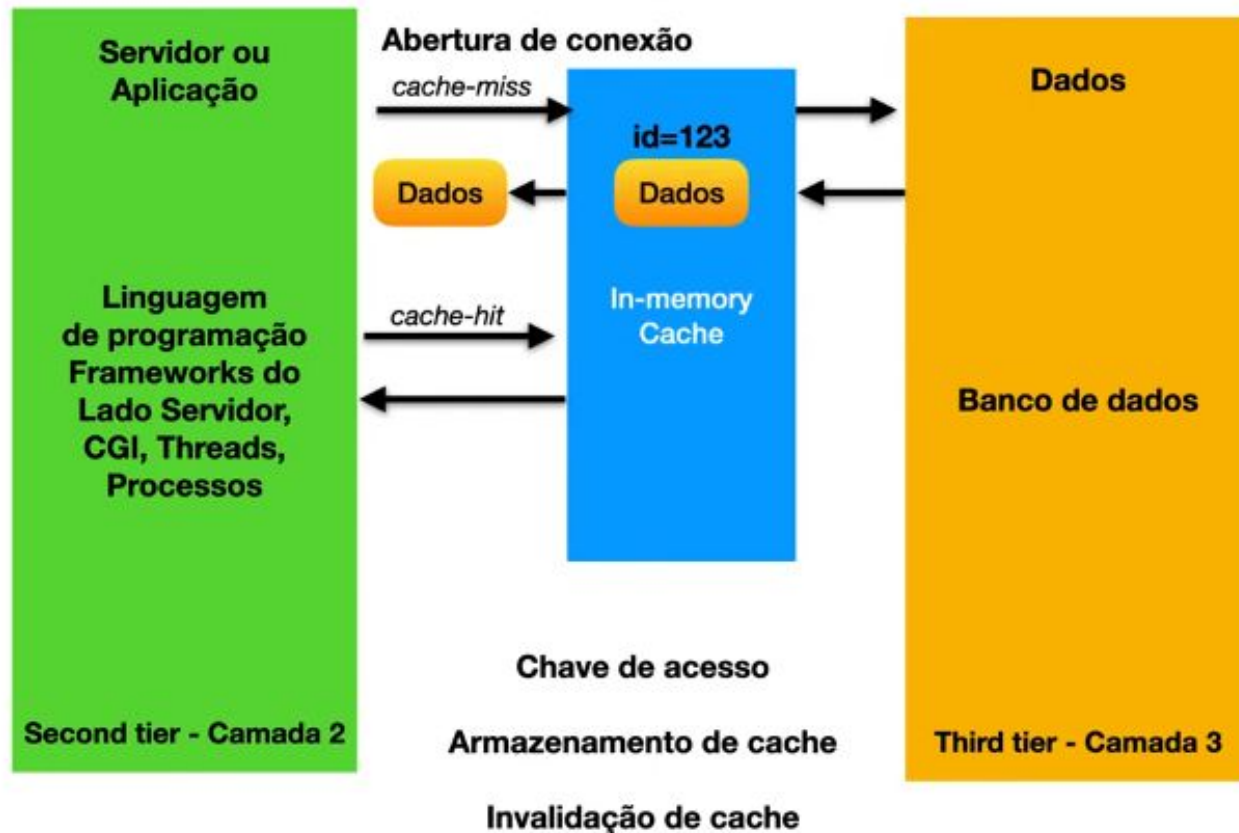 Servidor ou
Aplicação
Linguagem
de programação
Frameworks do
Lado Servidor,
CGI, Threads,
Processos
Second tier - Camada 2
Abertura de conexão
cache-miss
Dados
cache-hit
id=123
Dados
In-memory
Cache
Chave de acesso
Armazenamento de cache
Invalidação de cache
Dados
Banco de dados
Third tier - Camada 3